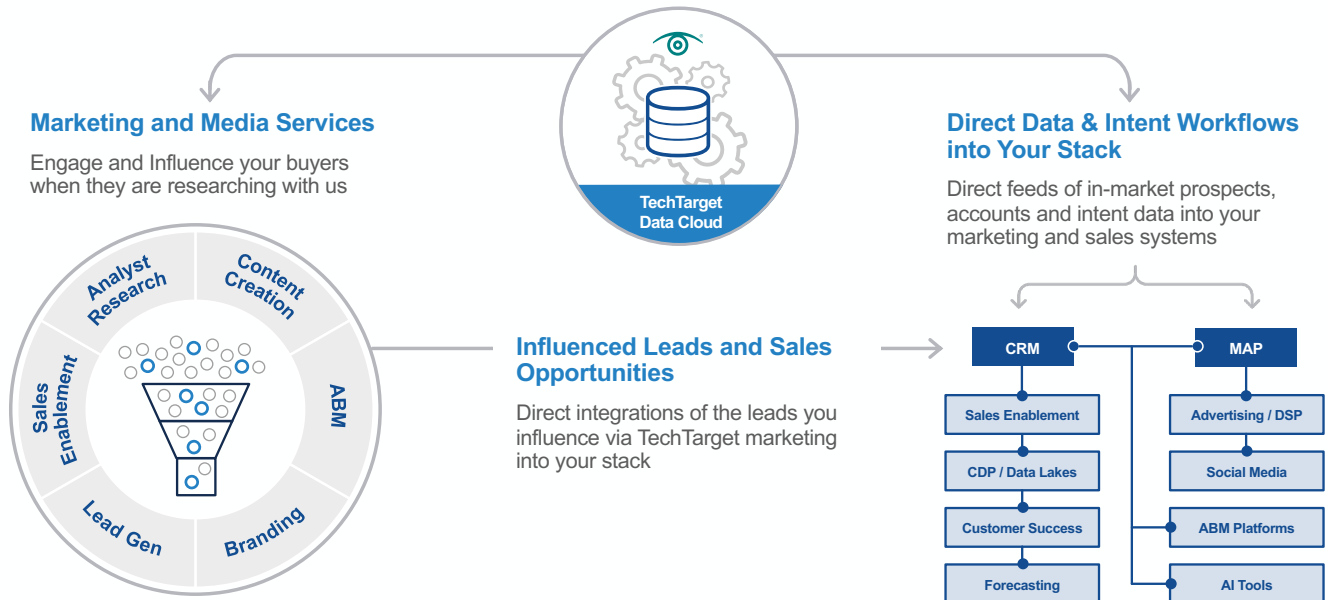 TechTarget
Data Cloud
Marketing and Media Services
Engage and Influence your buyers
when they are researching with us
Analyst
Research
Content
Creation
Sales
Enablement
ABM
Lead Gen
Branding
Influenced Leads and Sales
Opportunities
Direct integrations of the leads you
influence via TechTarget marketing
into your stack
Direct Data & Intent Workflows
into Your Stack
Direct feeds of in-market prospects,
accounts and intent data into your
marketing and sales systems
CRM
MAP
Sales Enablement
Advertising / DSP
CDP / Data Lakes
Social Media
Customer Success
ABM Platforms
Forecasting
AI Tools